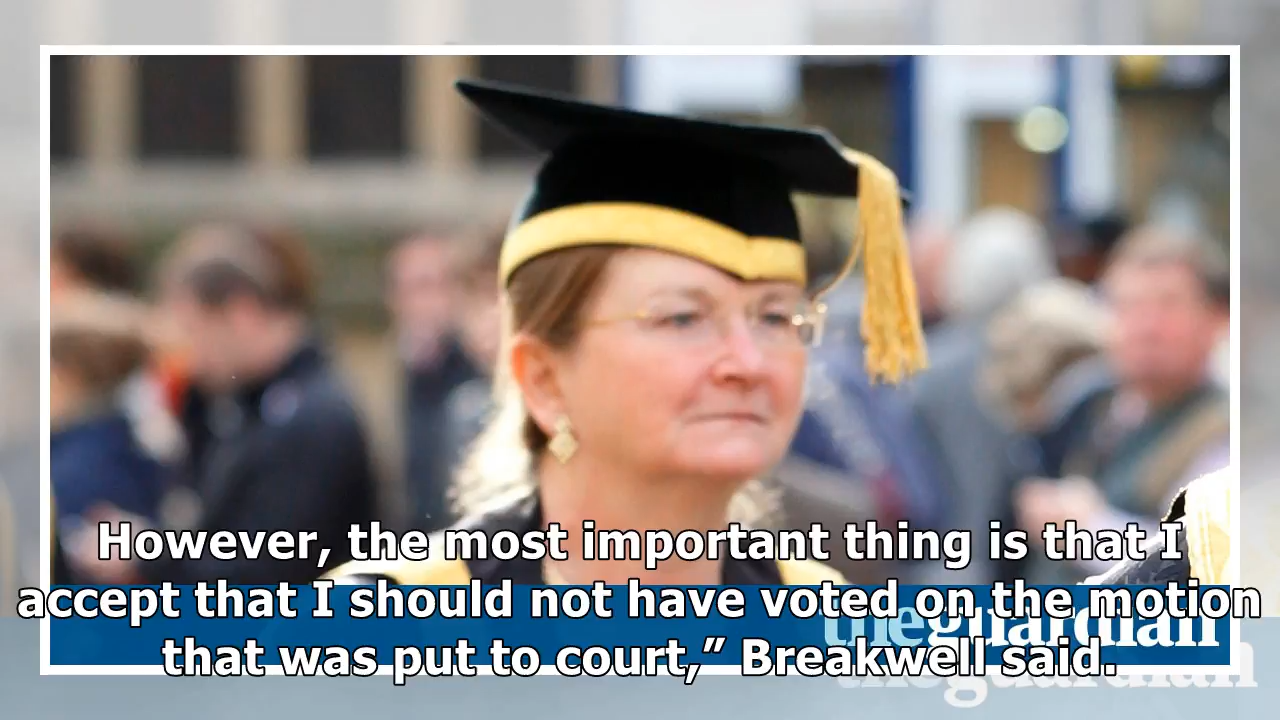 However, the most important thing is that I
accept that I should not have voted on the motion
that was put to court,” Breakwell said.
theguardian
theguardian